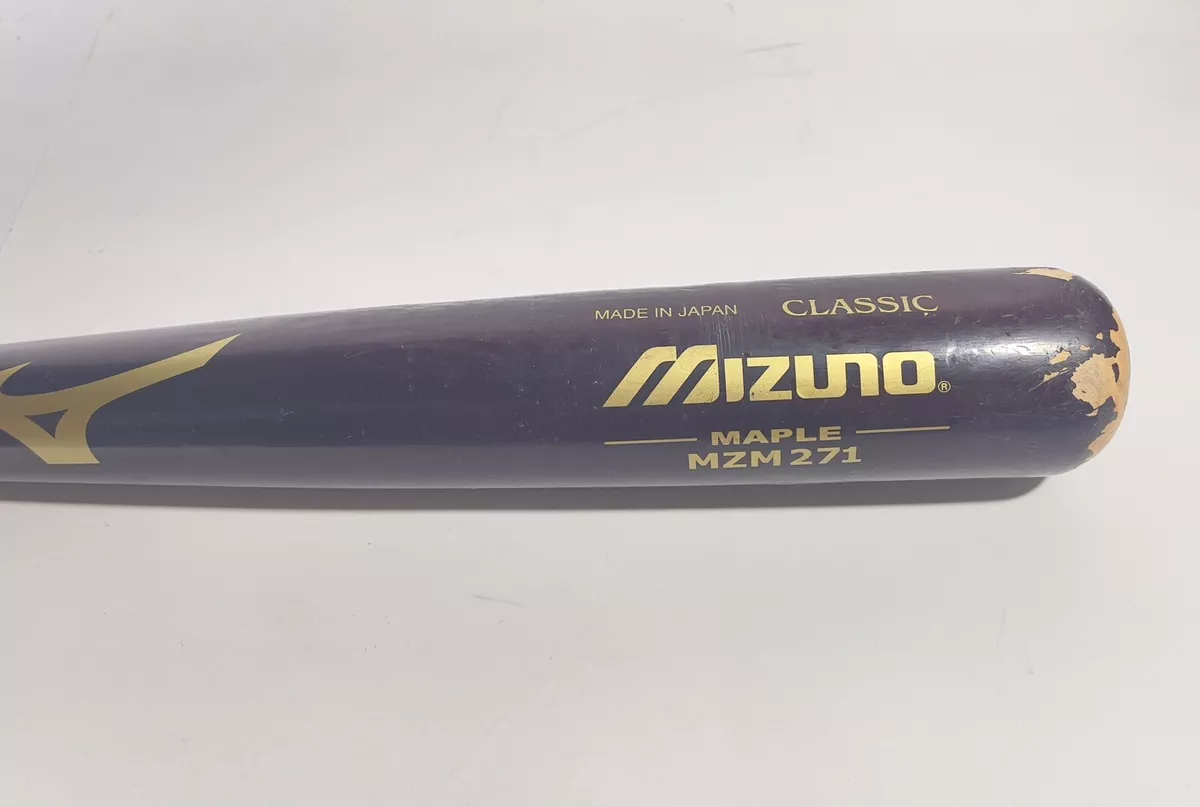 MADE IN JAPAN CLASSIC
MIZUNO®
MAPLE
MZM 271